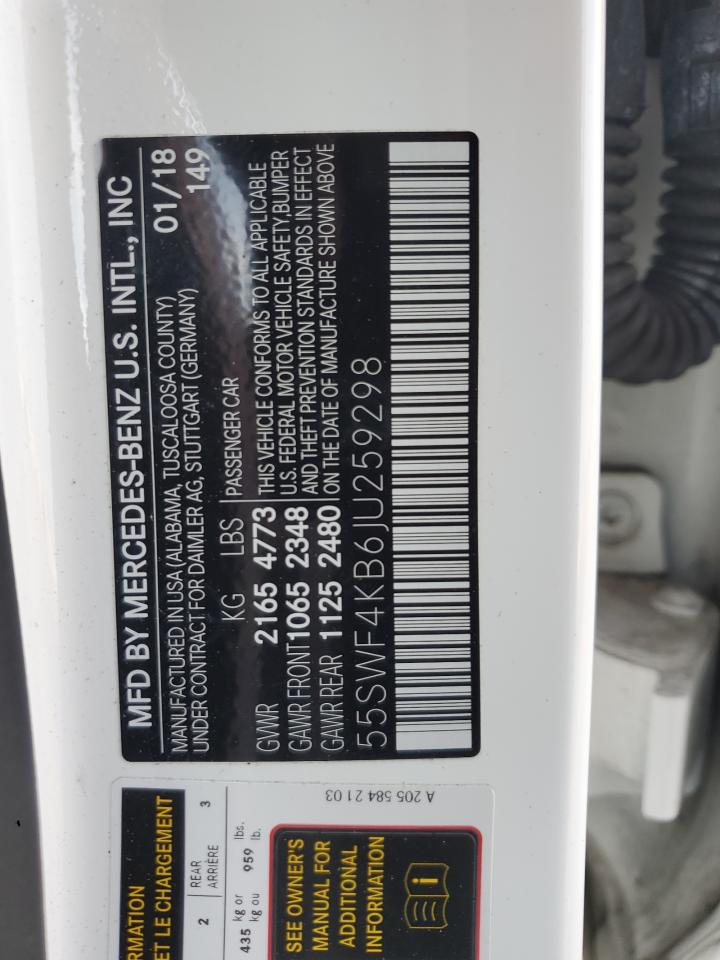 MFD BY MERCEDES-BENZ U.S. INTL., INC
MANUFACTURED IN USA (ALABAMA, TUSCALOOSA COUNTY) 01/18
UNDER CONTRACT FOR DAIMLER AG, STUTTGART (GERMANY) 149
KG LBS PASSENGER CAR
GVWR 2165 4773 THIS VEHICLE CONFORMS TO ALL APPLICABLE
GAWR FRONT 1065 2348 U.S. FEDERAL MOTOR VEHICLE SAFETY, BUMPER
AND THEFT PREVENTION STANDARDS IN EFFECT
GAWR REAR 1125 2480 ON THE DATE OF MANUFACTURE SHOWN ABOVE
55SWF4KB6JU259298
A 205 584 21 03
RMATION
ET LE CHARGEMENT
2 REAR 3
ARRIÈRE
435 kg or 959 lbs.
kg ou lb.
SEE OWNER'S
MANUAL FOR
ADDITIONAL
INFORMATION